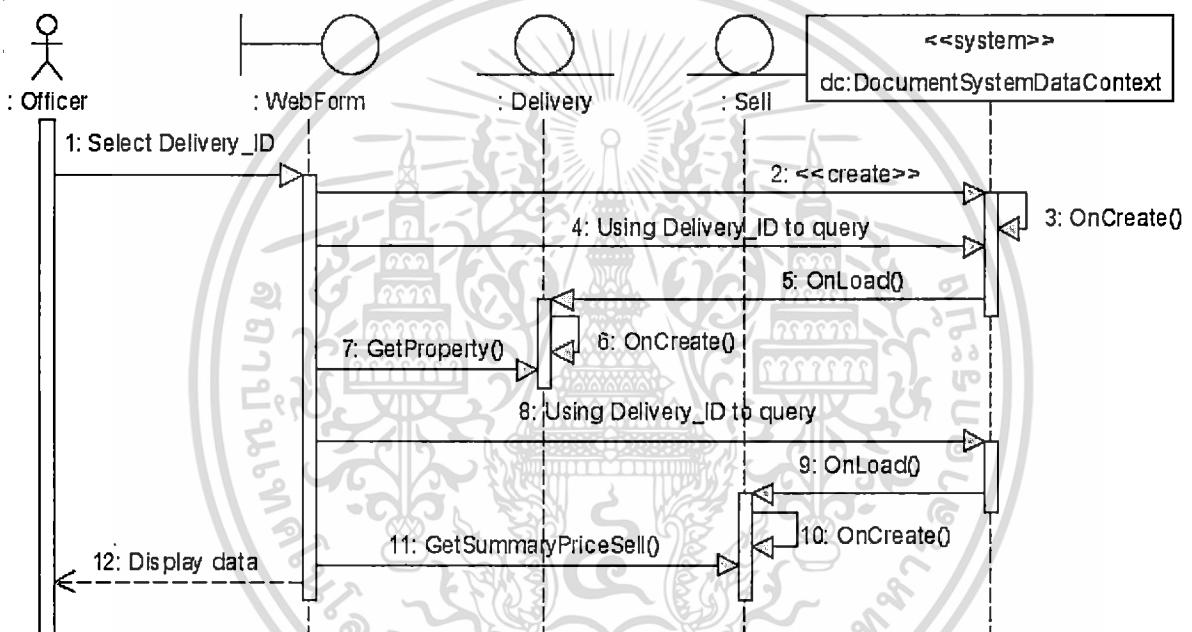 <<system>>
dc:DocumentSystemDataContext
: Officer
: WebForm
: Delivery
: Sell
1: Select Delivery_ID
2: <<create>>
3: OnCreate()
4: Using Delivery_ID to query
5: OnLoad()
6: OnCreate()
7: GetProperty()
8: Using Delivery_ID to query
9: OnLoad()
10: OnCreate()
11: GetSummaryPriceSell()
12: Display data